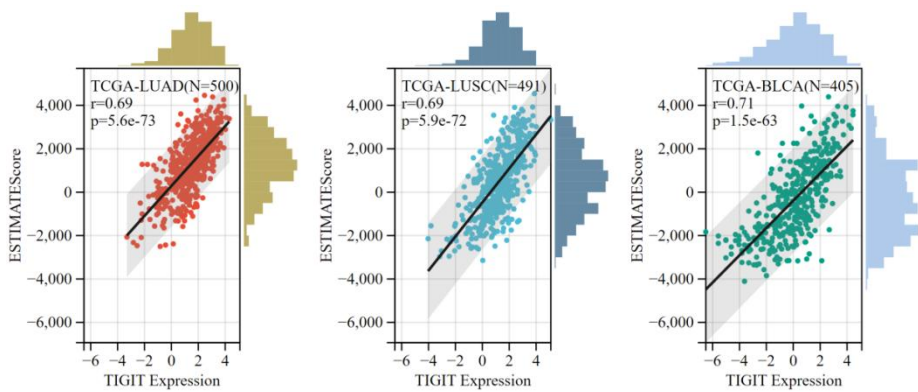 TCGA-LUAD(N=500)
r=0.69
p=5.6e-73
4,000
2,000
0
−2,000
−4,000
−6,000
ESTIMATEScore
−6 −4 −2 0 2 4
TIGIT Expression
TCGA-LUSC(N=491)
r=0.69
p=5.9e-72
4,000
2,000
0
−2,000
−4,000
−6,000
ESTIMATEScore
−6 −4 −2 0 2 4
TIGIT Expression
TCGA-BLCA(N=405)
r=0.71
p=1.5e-63
4,000
2,000
0
−2,000
−4,000
−6,000
ESTIMATEScore
−6 −4 −2 0 2 4
TIGIT Expression